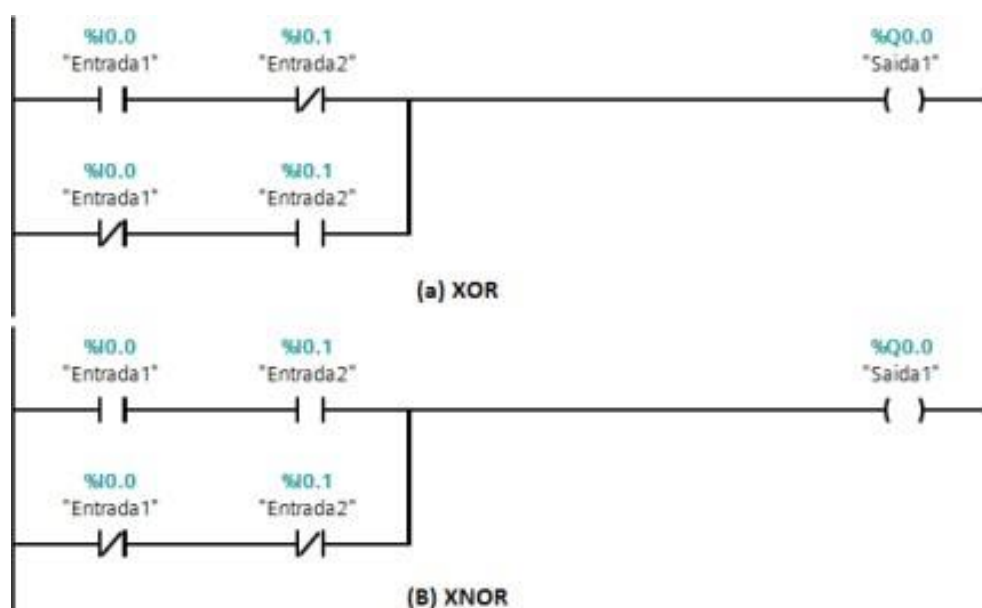 %I0.0 %I0.1 %Q0.0
"Entrada1" "Entrada2" "Saida1"
%I0.0 %I0.1
"Entrada1" "Entrada2"
(a) XOR
%I0.0 %I0.1 %Q0.0
"Entrada1" "Entrada2" "Saida1"
%I0.0 %I0.1
"Entrada1" "Entrada2"
(B) XNOR